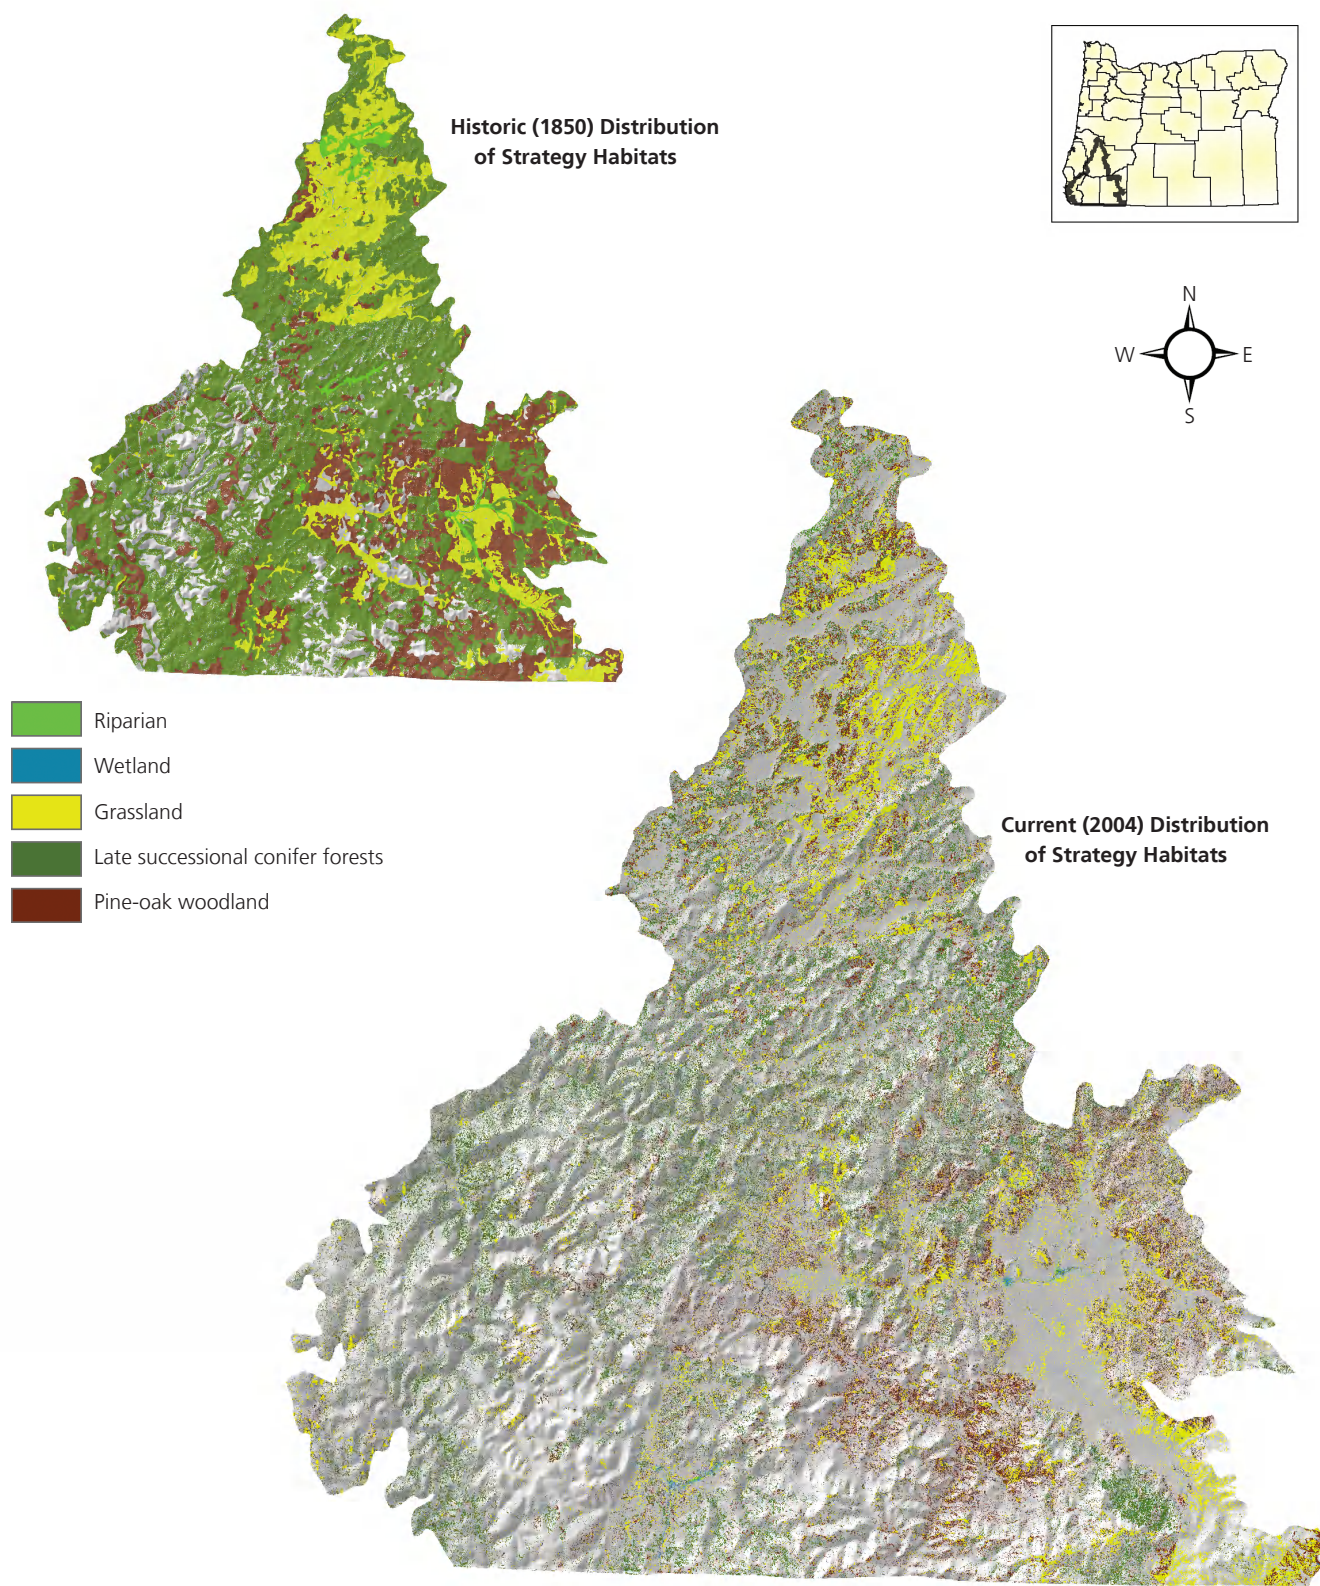 Historic (1850) Distribution
of Strategy Habitats
N
W
E
S
Riparian
Wetland
Grassland
Late successional conifer forests
Pine-oak woodland
Current (2004) Distribution
of Strategy Habitats